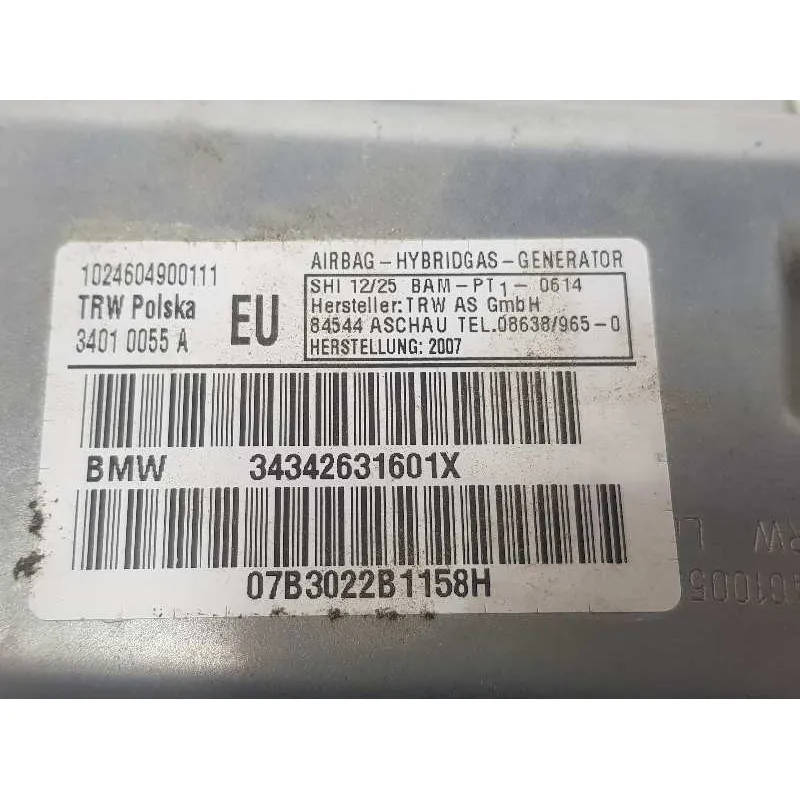 1024604900111
TRW Polska
3401 0055 A
EU
AIRBAG-HYBRIDGAS-GENERATOR
SHI 12/25 BAM-PT1-0614
Hersteller: TRW AS GmbH
84544 ASCHAU TEL.08638/965-0
HERSTELLUNG: 2007
BMW 34342631601X
07B3022B1158H